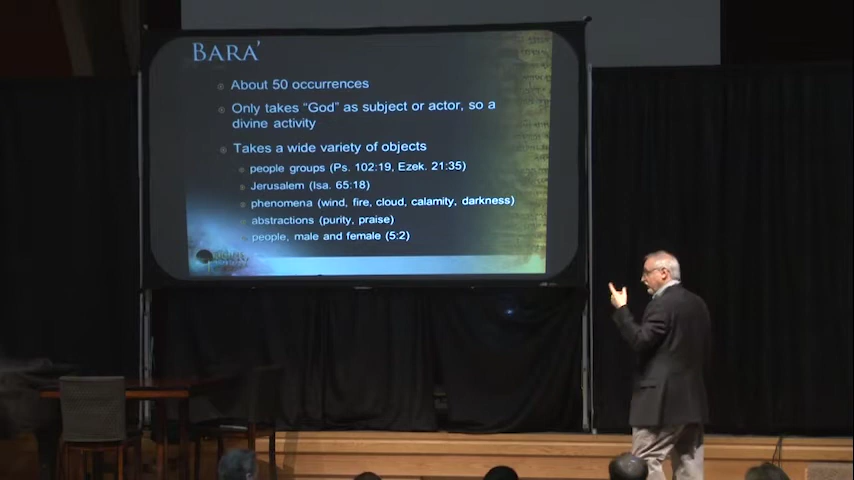 BARA'
About 50 occurrences
Only takes “God” as subject or actor, so a
divine activity
Takes a wide variety of objects
people groups (Ps. 102:19, Ezek. 21:35)
Jerusalem (Isa. 65:18)
phenomena (wind, fire, cloud, calamity, darkness)
abstractions (purity, praise)
people, male and female (5:2)